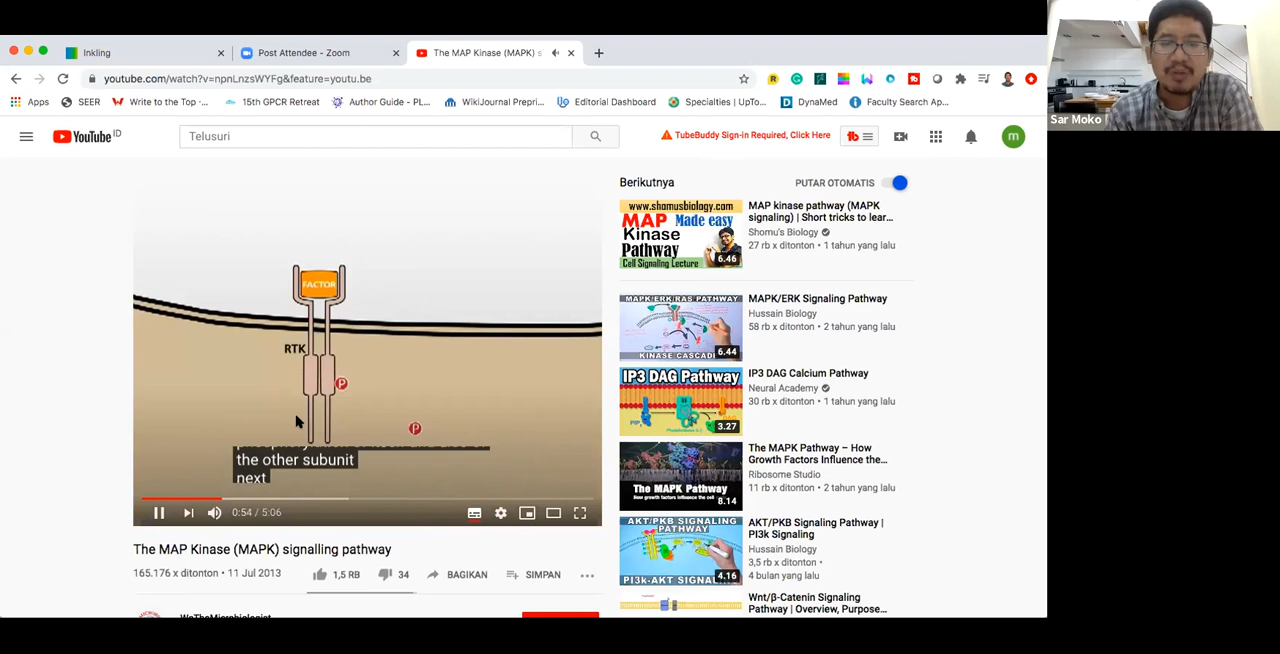 Inkling
Post Attendee - Zoom
The MAP Kinase (MAPK) s
youtube.com/watch?v=npnLnzsWYFg&feature=youtu.be
Apps
SEER
Write to the Top -...
15th GPCR Retreat
Author Guide - PL...
WikiJournal Prepri...
Editorial Dashboard
Specialties (UpTo...
DynaMed
Faculty Search Ap...
Sar Moko
YouTube ID
Telusuri
TubeBuddy Sign-in Required, Click Here
m
FACTOR
RTK
P
P
the other subunit
next
0:54 / 5:06
The MAP Kinase (MAPK) signalling pathway
165.176 x ditonton • 11 Jul 2013
1,5 RB
34
BAGIKAN
SIMPAN
WeTheMicrobiologist
Berikutnya
PUTAR OTOMATIS
www.shomusbiology.com
MAP Made easy
Kinase
Pathway
Cell Signaling Lecture
6.46
MAP kinase pathway (MAPK
signaling) | Short tricks to lear...
Shomu's Biology
27 rb x ditonton • 1 tahun yang lalu
MAPK/ERK/RAS PATHWAY
KINASE CASCAD
6.44
MAPK/ERK Signaling Pathway
Hussain Biology
58 rb x ditonton • 2 tahun yang lalu
IP3 DAG Pathway
3.27
IP3 DAG Calcium Pathway
Neural Academy
30 rb x ditonton • 1 tahun yang lalu
The MAPK Pathway
How growth factors influence the cell
8.14
The MAPK Pathway – How
Growth Factors Influence the...
Ribosome Studio
11 rb x ditonton • 2 tahun yang lalu
AKT/PKB SIGNALING
PATHWAY
PI3K-AKT SIGNA
4.16
AKT/PKB Signaling Pathway |
PI3k Signaling
Hussain Biology
3,5 rb x ditonton •
4 bulan yang lalu
Wnt/β-Catenin Signaling
Pathway | Overview, Purpose...